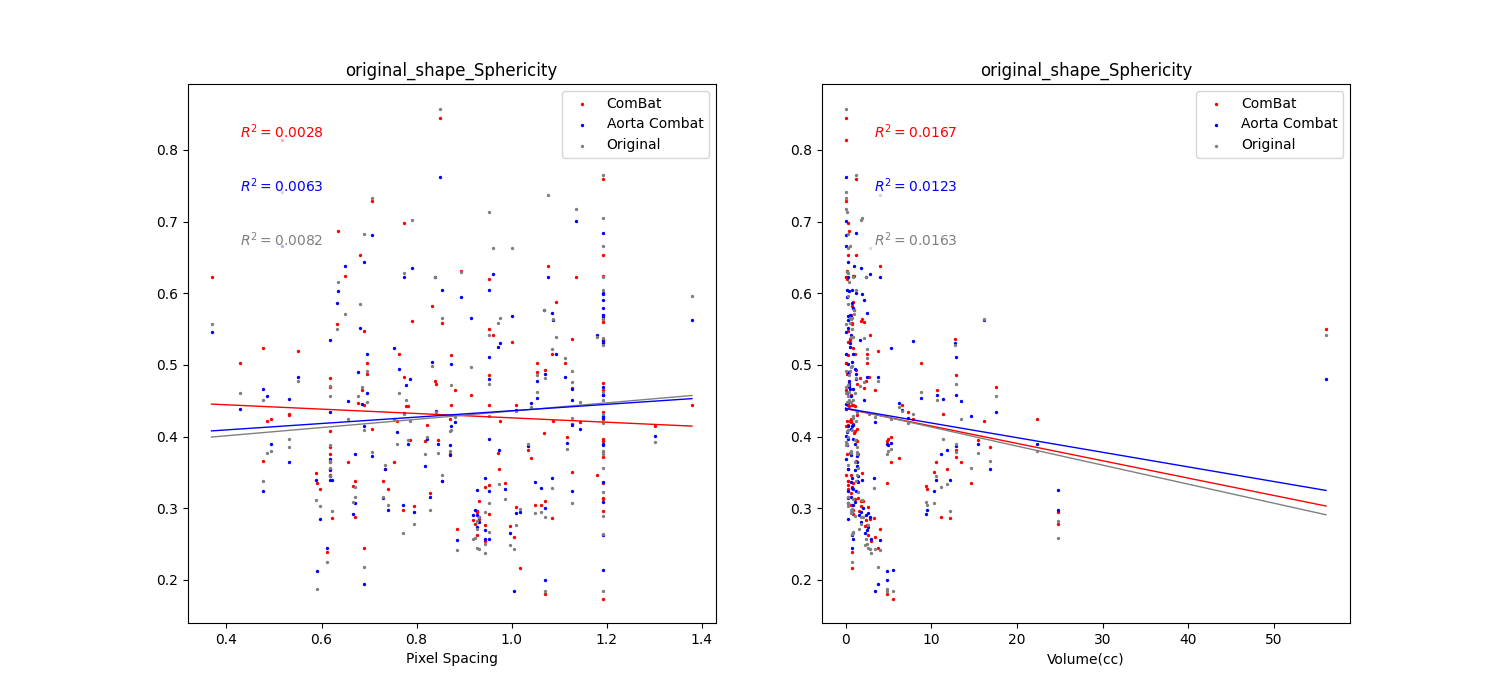 original_shape_Sphericity
ComBat
Aorta Combat
Original
R² = 0.0028
R² = 0.0063
R² = 0.0082
0.8
0.7
0.6
0.5
0.4
0.3
0.2
0.4 0.6 0.8 1.0 1.2 1.4
Pixel Spacing
original_shape_Sphericity
ComBat
Aorta Combat
Original
R² = 0.0167
R² = 0.0123
R² = 0.0163
0.8
0.7
0.6
0.5
0.4
0.3
0.2
0 10 20 30 40 50
Volume(cc)